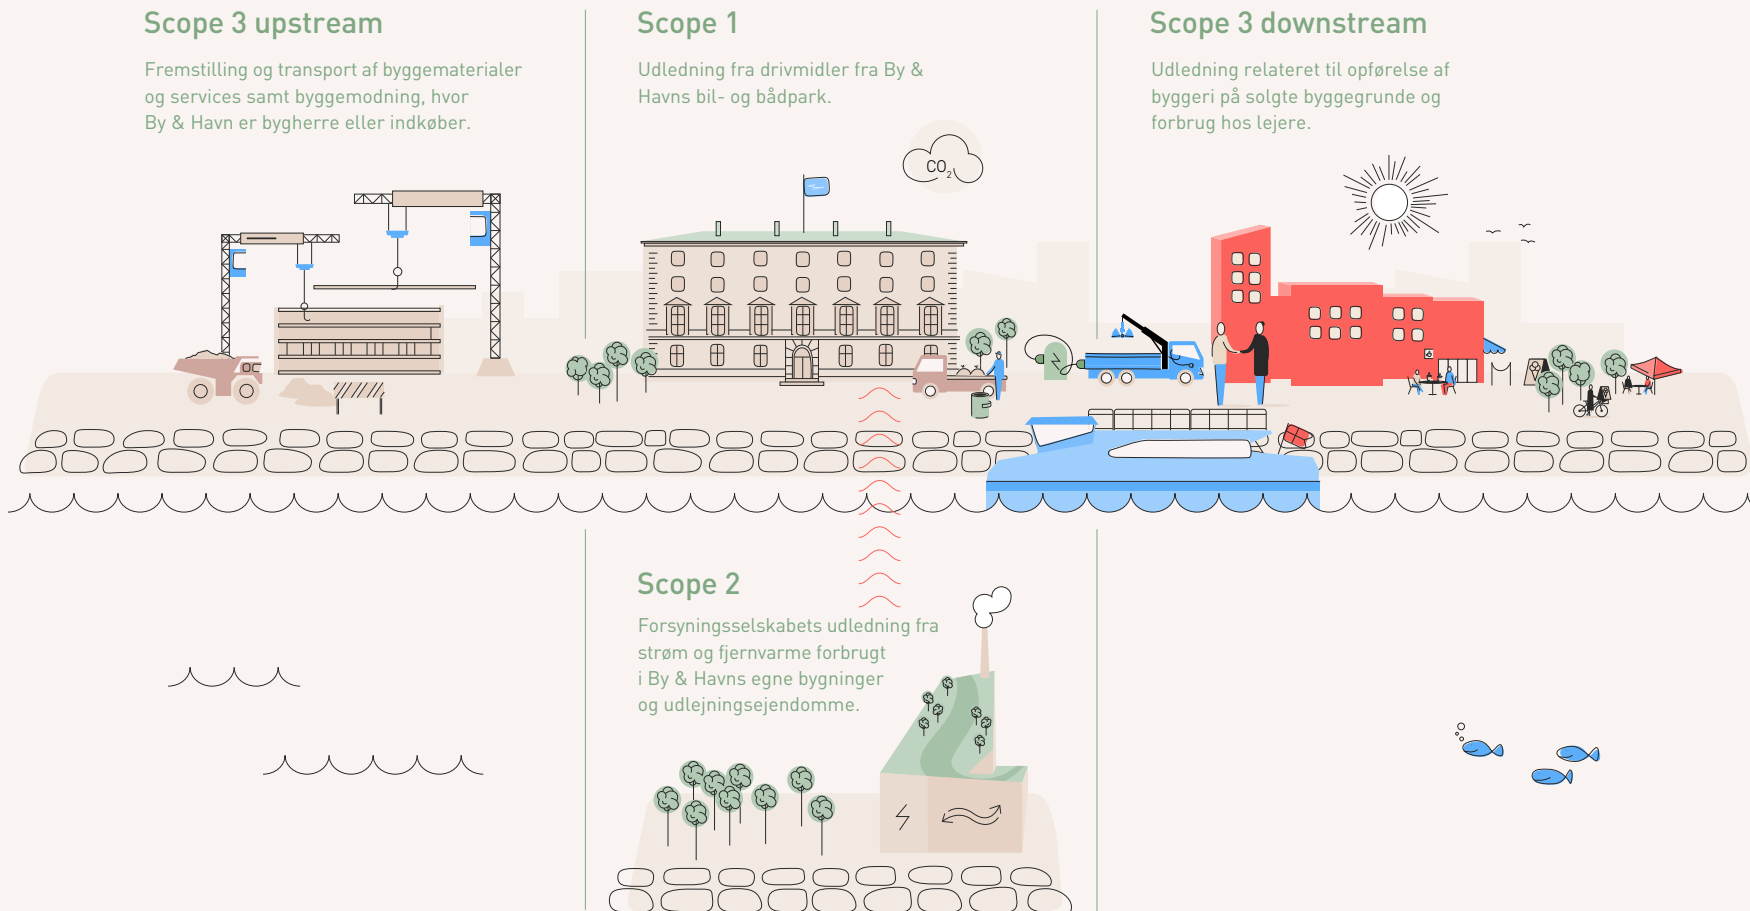 Scope 3 upstream
Fremstilling og transport af byggematerialer
og services samt byggemodning, hvor
By & Havn er bygherre eller indkøber.
Scope 1
Udledning fra drivmidler fra By &
Havns bil- og bådpark.
CO₂
Scope 3 downstream
Udledning relateret til opførelse af
byggeri på solgte byggegrunde og
forbrug hos lejere.
Scope 2
Forsyningsselskabets udledning fra
strøm og fjernvarme forbrugt
i By & Havns egne bygninger
og udlejningsejendomme.